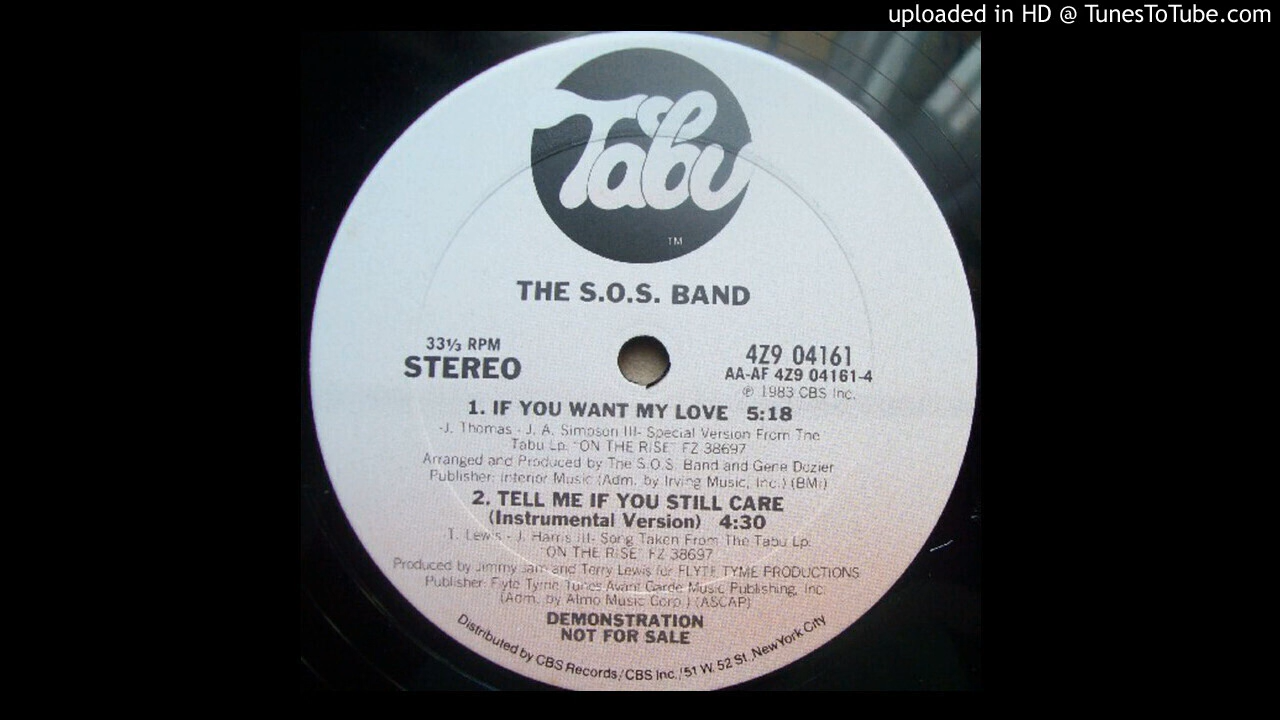 uploaded in HD @ TunesToTube.com
Tabu
TM
THE S.O.S. BAND
33⅓ RPM
STEREO
4Z9 04161
AA-AF 4Z9 04161-4
℗ 1983 CBS Inc.
1. IF YOU WANT MY LOVE 5:18
-J. Thomas - J. A. Simpson III- Special Version From The
Tabu Lp. "ON THE RISE" FZ 38697
Arranged and Produced by The S.O.S. Band and Gene Dozier
Publisher: Interior Music (Adm. by Irving Music, Inc.) (BMI)
2. TELL ME IF YOU STILL CARE
(Instrumental Version) 4:30
T. Lewis - J. Harris III- Song Taken From The Tabu Lp.
"ON THE RISE" FZ 38697
Produced by Jimmy Jam and Terry Lewis for FLYTE TYME PRODUCTIONS
Publisher: Flyte Tyme Tunes/Avant Garde Music Publishing, Inc.
(Adm. by Almo Music Corp.) (ASCAP)
DEMONSTRATION
NOT FOR SALE
Distributed by CBS Records/CBS Inc./51 W. 52 St., New York City